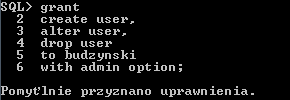 SQL> grant
2 create user,
3 alter user,
4 drop user
5 to budzynski
6 with admin option;
Pomyťlnie przyznano uprawnienia.